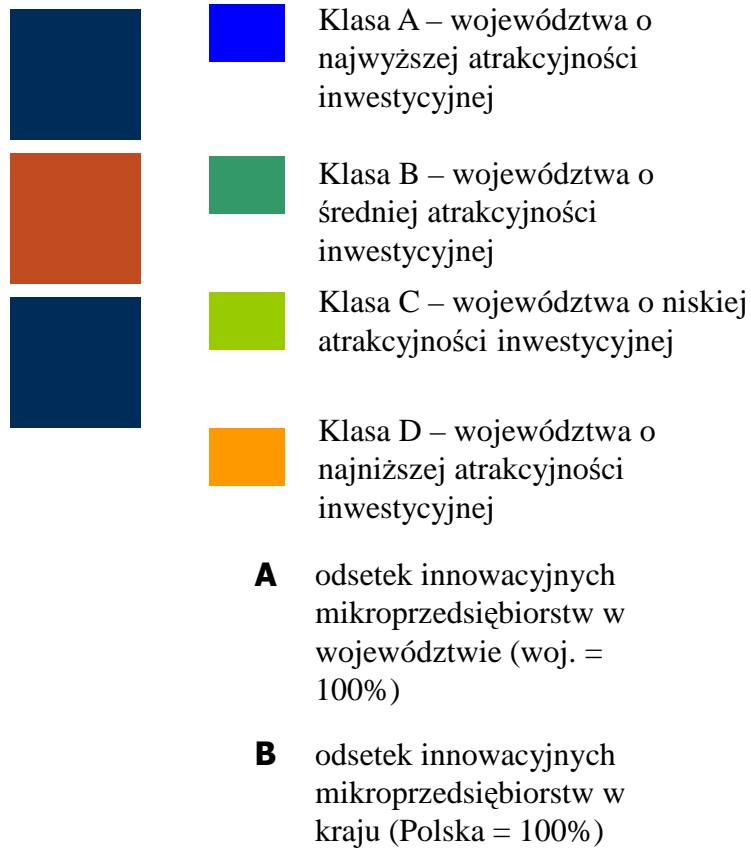 Klasa A – województwa o
najwyższej atrakcyjności
inwestycyjnej
Klasa B – województwa o
średniej atrakcyjności
inwestycyjnej
Klasa C – województwa o niskiej
atrakcyjności inwestycyjnej
Klasa D – województwa o
najniższej atrakcyjności
inwestycyjnej
A odsetek innowacyjnych
mikroprzedsiębiorstw w
województwie (woj. =
100%)
B odsetek innowacyjnych
mikroprzedsiębiorstw w
kraju (Polska = 100%)